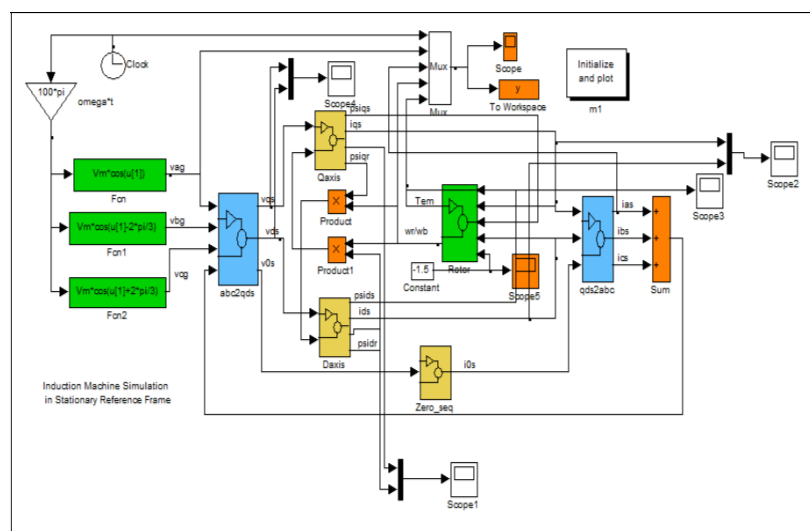 100*pi
Clock
omega*t
Scope4
Mux
Mux
Scope
y
To Workspace
Initialize
and plot
m1
Vm*cos(u[1])
Fcn
vag
Vm*cos(u[1]-2*pi/3)
Fcn1
vbg
Vm*cos(u[1]+2*pi/3)
Fcn2
vcg
abc2qds
vqs
vds
v0s
psiqs
iqs
psiqr
Qaxis
x
Product
x
Product1
Tem
wr/wb
Rotor
-1.5
Constant
Scope5
Scope3
Scope2
psids
ids
psidr
Daxis
i0s
Zero_seq
qds2abc
ias
ibs
ics
+
+
+
Sum
Induction Machine Simulation
in Stationary Reference Frame
Scope1